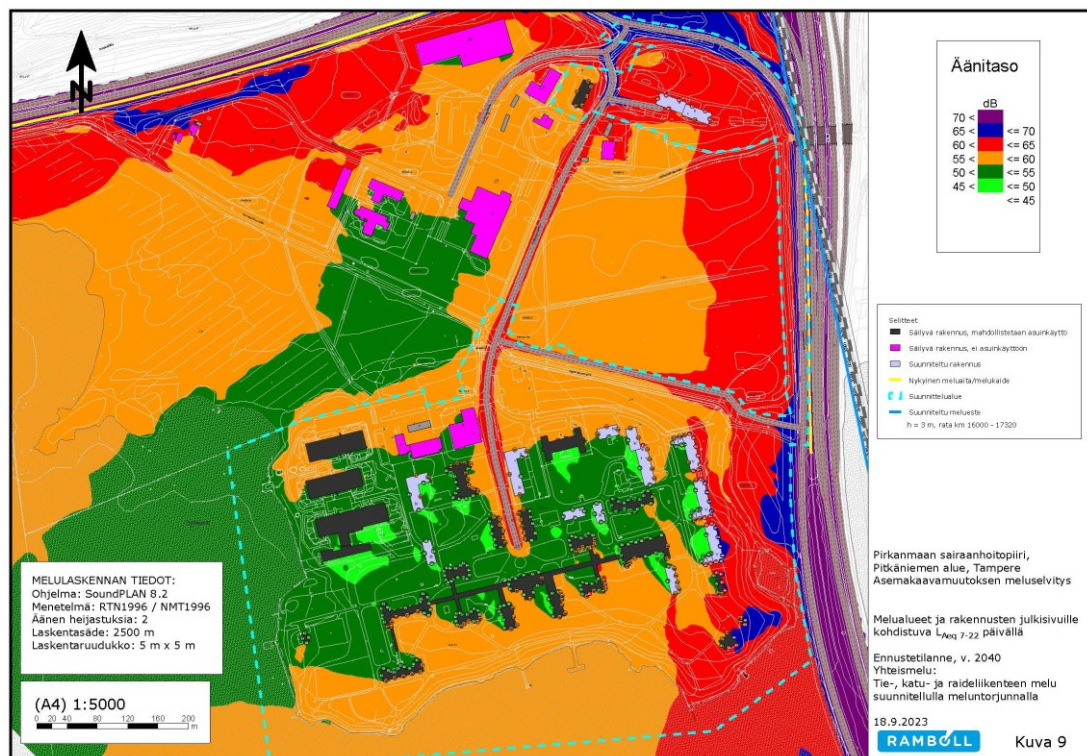 N
Äänitaso
dB
70 <
65 < <= 70
60 < <= 65
55 < <= 60
50 < <= 55
45 < <= 50
<= 45
Selitteet
Säilyvä rakennus, mahdollistetaan asuinkäyttö
Säilyvä rakennus, ei asuinkäyttöön
Suunniteltu rakennus
Nykyinen meluaita/melukaide
Suunnittelualue
Suunniteltu melueste
h = 3 m, rata km 16000 - 17320
MELULASKENNAN TIEDOT:
Ohjelma: SoundPLAN 8.2
Menetelmä: RTN1996 / NMT1996
Äänen heijastuksia: 2
Laskentasäde: 2500 m
Laskentaruudukko: 5 m x 5 m
(A4) 1:5000
0 20 40 80 120 160 200
m
Pirkanmaan sairaanhoitopiiri,
Pitkäniemen alue, Tampere
Asemakaavamuutoksen meluselvitys
Melualueet ja rakennusten julkisivuille
kohdistuva LAeq 7-22 päivällä
Ennustetilanne, v. 2040
Yhteismelu:
Tie-, katu- ja raideliikenteen melu
suunnitellulla meluntorjunnalla
18.9.2023
RAMBOLL Kuva 9